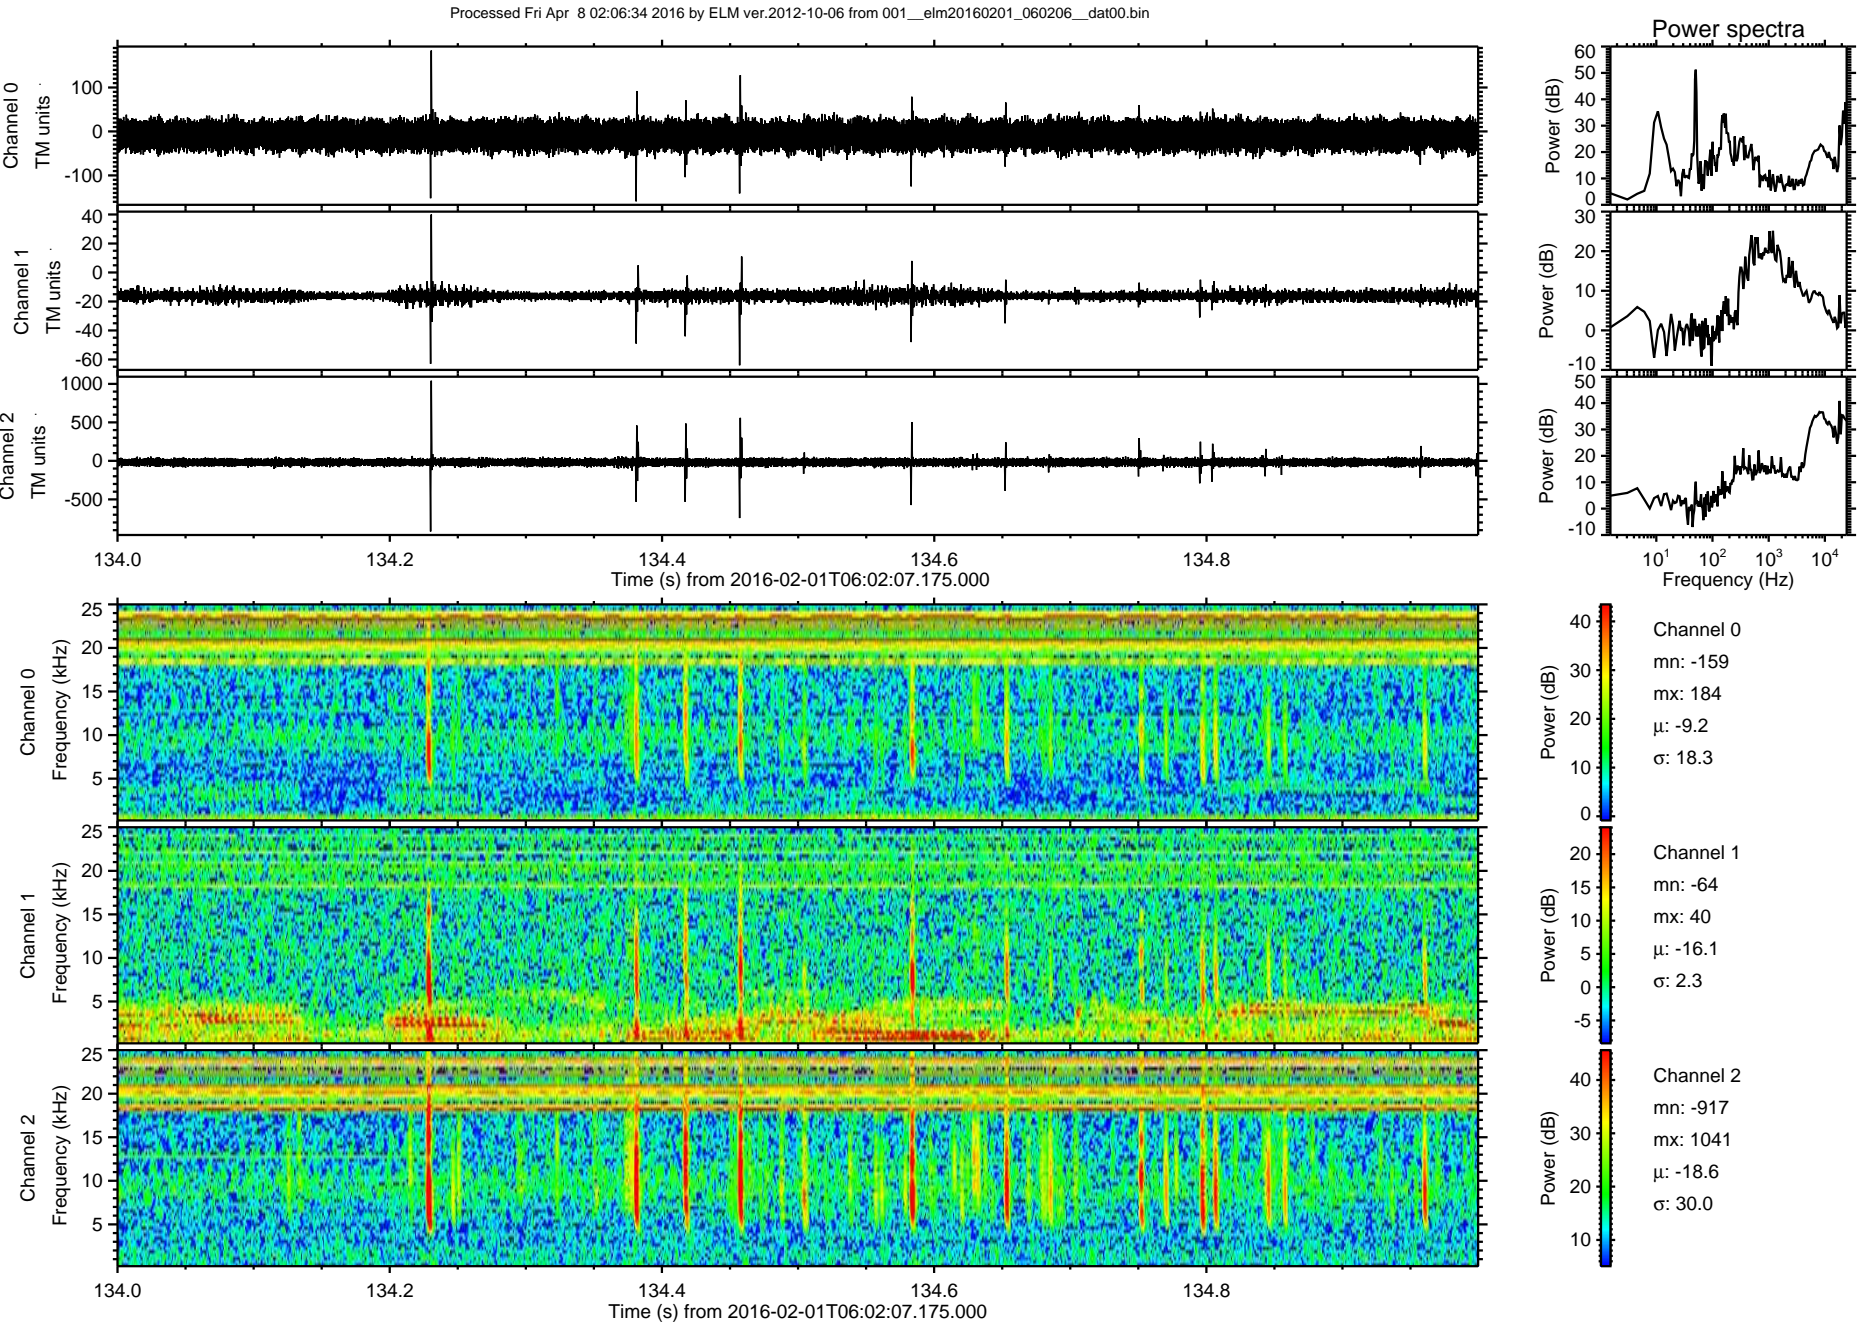 Processed Fri Apr  8 02:06:34 2016 by ELM ver.2012-10-06 from 001__elm20160201_060206__dat00.bin
Power spectra
Channel 0
TM units
100
0
-100
Power (dB)
60
50
40
30
20
10
0
Channel 1
TM units
40
20
0
-20
-40
-60
Power (dB)
30
20
10
0
-10
Channel 2
TM units
1000
500
0
-500
Power (dB)
50
40
30
20
10
0
-10
134.0 134.2 134.4 134.6 134.8
Time (s) from 2016-02-01T06:02:07.175.000
10^1 10^2 10^3 10^4
Frequency (Hz)
Channel 0
Frequency (kHz)
25
20
15
10
5
Power (dB)
40
30
20
10
0
Channel 0
mn: -159
mx: 184
μ: -9.2
σ: 18.3
Channel 1
Frequency (kHz)
25
20
15
10
5
Power (dB)
20
15
10
5
0
-5
Channel 1
mn: -64
mx: 40
μ: -16.1
σ: 2.3
Channel 2
Frequency (kHz)
25
20
15
10
5
Power (dB)
40
30
20
10
Channel 2
mn: -917
mx: 1041
μ: -18.6
σ: 30.0
134.0 134.2 134.4 134.6 134.8
Time (s) from 2016-02-01T06:02:07.175.000